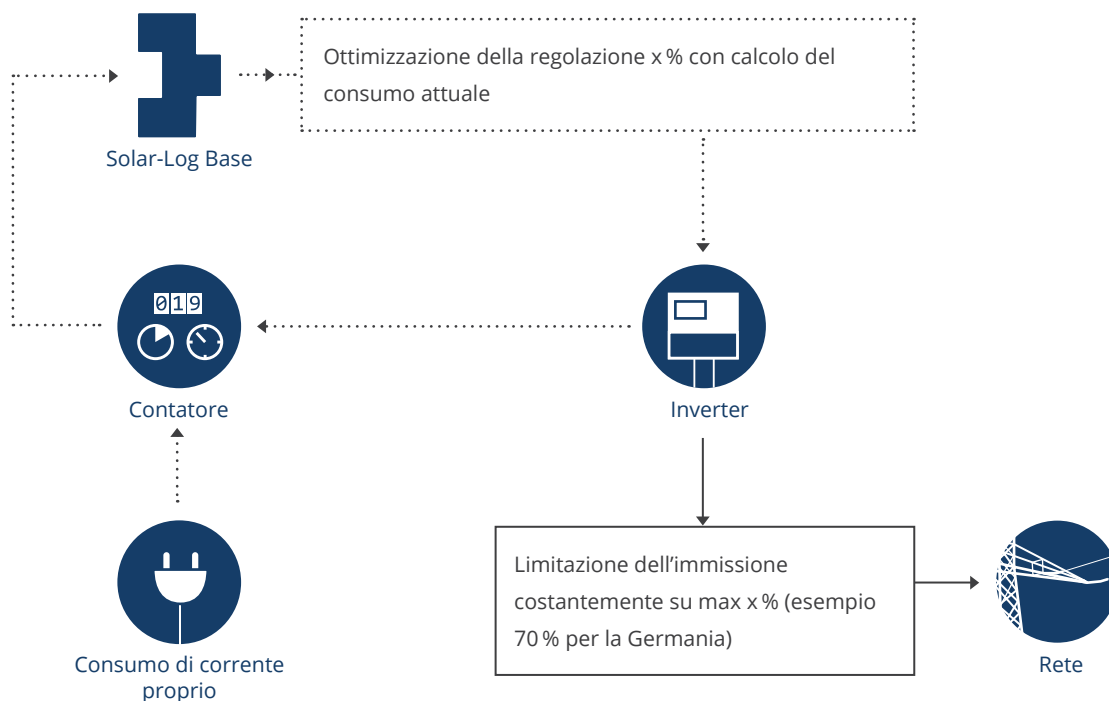 Ottimizzazione della regolazione x % con calcolo del
consumo attuale
Solar-Log Base
019
Contatore
Inverter
Limitazione dell’immissione
costantemente su max x % (esempio
70 % per la Germania)
Consumo di corrente
proprio
Rete